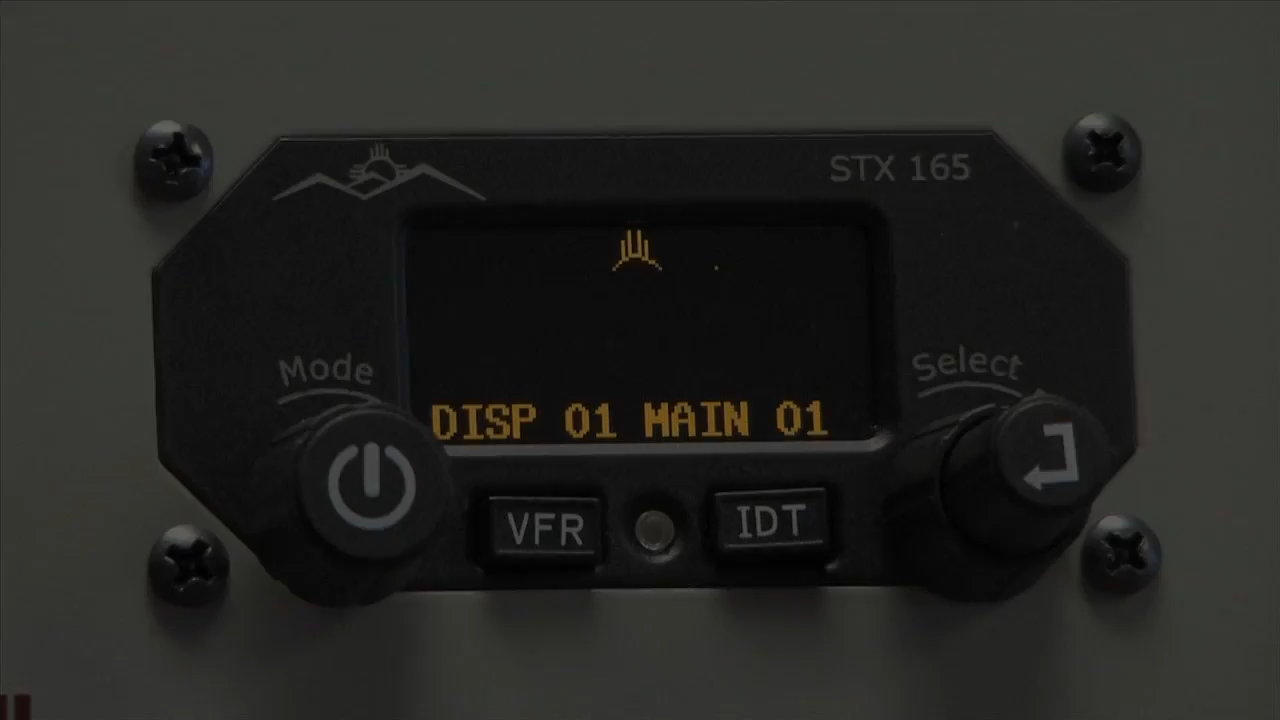 STX 165
Mode
Select
DISP 01 MAIN 01
VFR
IDT